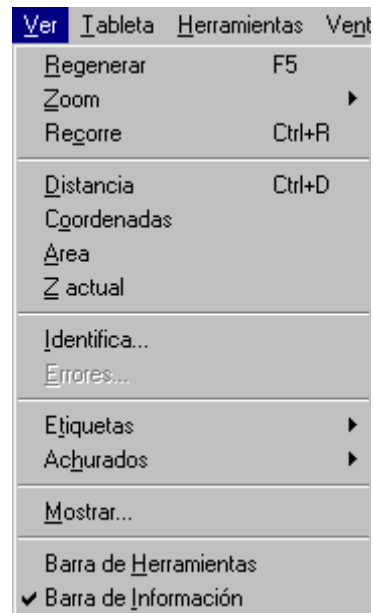 Ver Tableta Herramientas Vent
Regenerar F5
Zoom
Recorre Ctrl+R
Distancia Ctrl+D
Coordenadas
Area
Z actual
Identifica...
Errores...
Etiquetas
Achurados
Mostrar...
Barra de Herramientas
Barra de Información